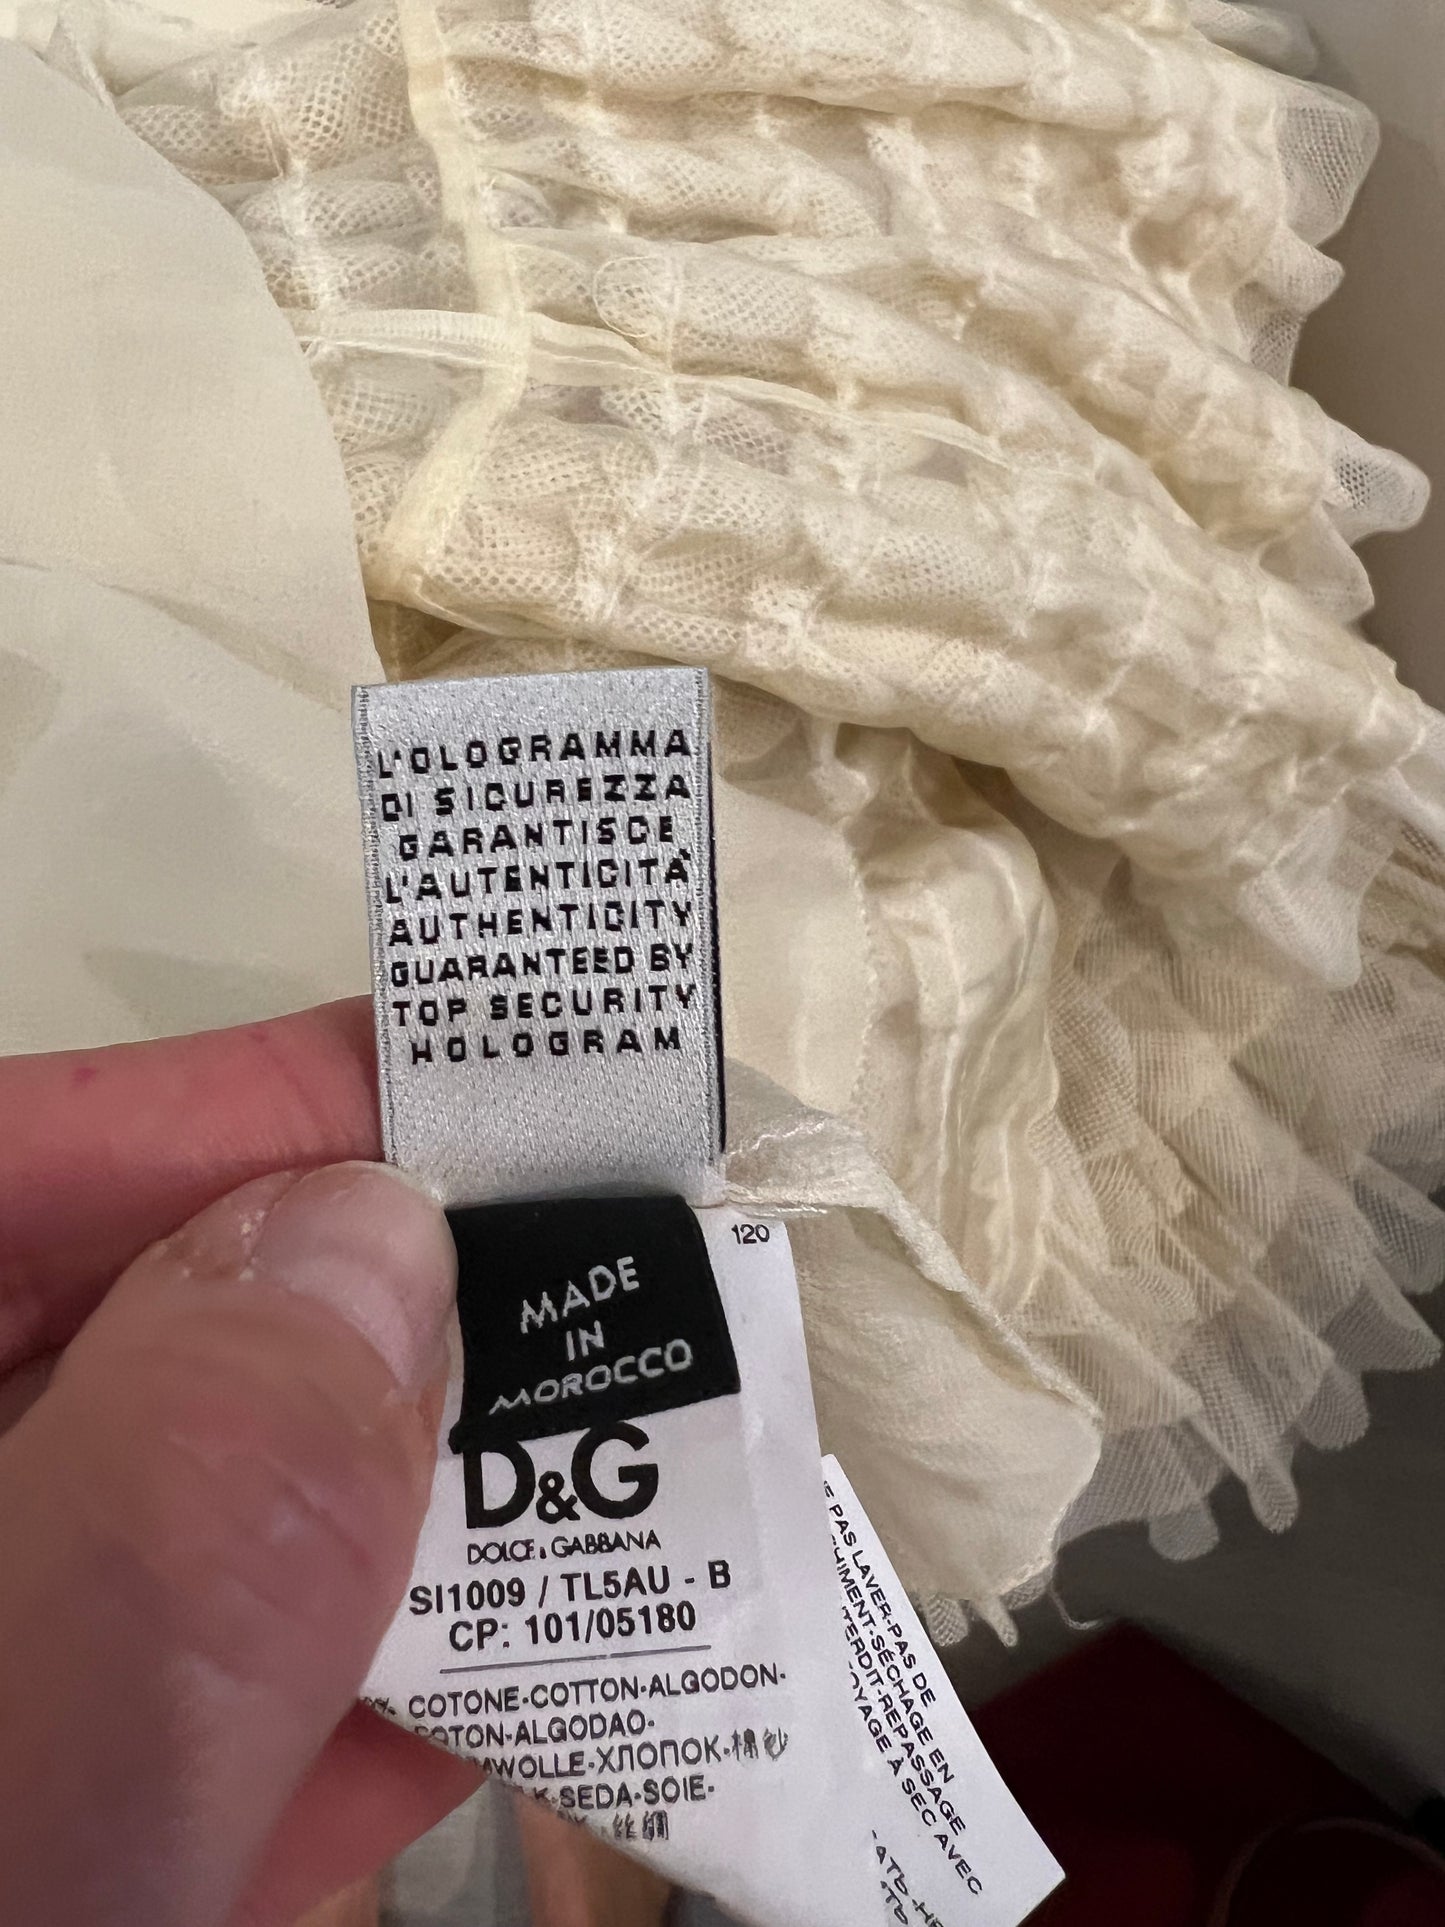 L'OLOGRAMMA
DI SICUREZZA
GARANTISCE
L'AUTENTICITÀ
AUTHENTICITY
GUARANTEED BY
TOP SECURITY
HOLOGRAM
120
MADE
IN
MOROCCO
D&G
DOLCE & GABBANA
SI1009 / TL5AU - B
CP: 101/05180
COTONE-COTTON-ALGODON-
COTON-ALGODAO-
ХЛОПОК-棉纱
SEDA-SOIE-
PAS LAVER-PAS DE
SÉCHAGE EN
REPASSAGE
À SEC AVEC